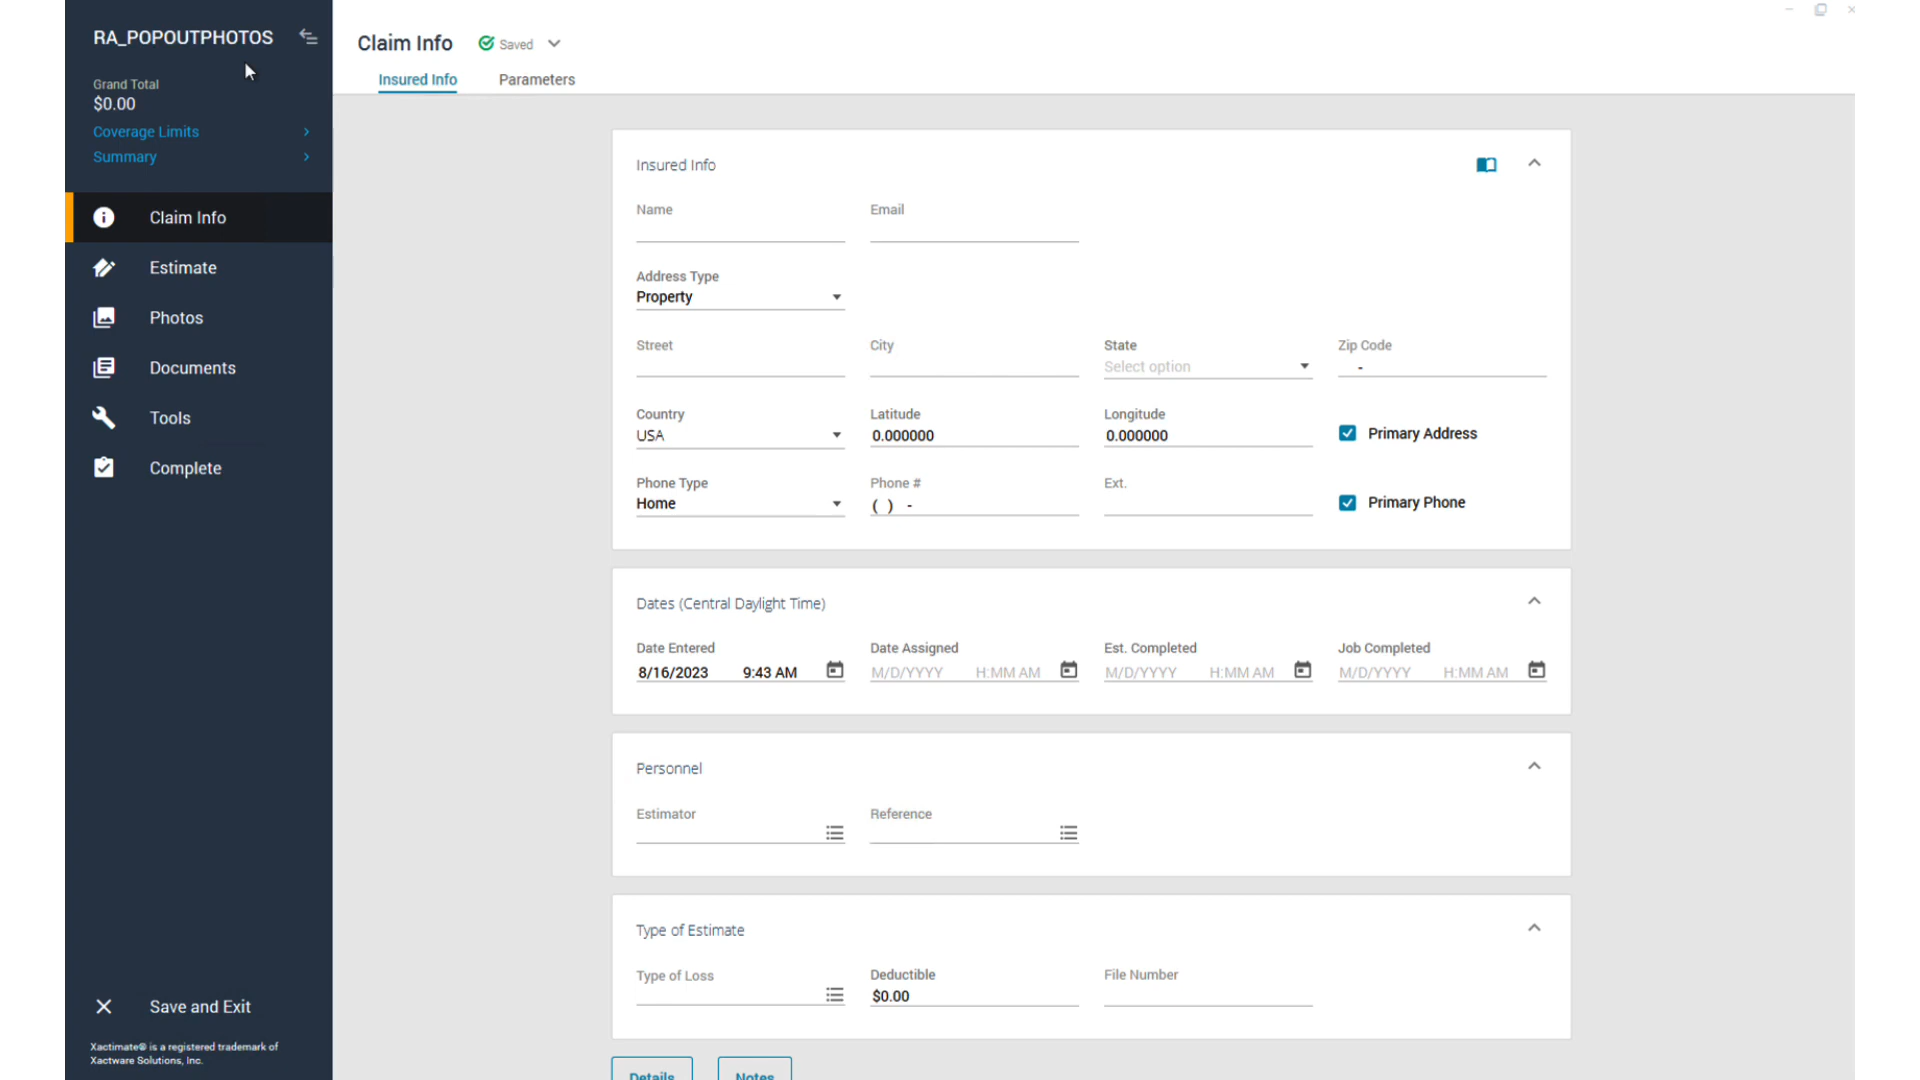 RA_POPOUTPHOTOS
Grand Total
$0.00
Coverage Limits
Summary
Claim Info
Estimate
Photos
Documents
Tools
Complete
Save and Exit
Xactimate® is a registered trademark of
Xactware Solutions, Inc.
Claim Info Saved
Insured Info Parameters
Insured Info
Name Email
Address Type
Property
Street City State Zip Code
Select option -
Country Latitude Longitude
USA 0.000000 0.000000 Primary Address
Phone Type Phone # Ext.
Home ( ) - Primary Phone
Dates (Central Daylight Time)
Date Entered Date Assigned Est. Completed Job Completed
8/16/2023 9:43 AM M/D/YYYY H:MM AM M/D/YYYY H:MM AM M/D/YYYY H:MM AM
Personnel
Estimator Reference
Type of Estimate
Type of Loss Deductible File Number
$0.00
Details Notes